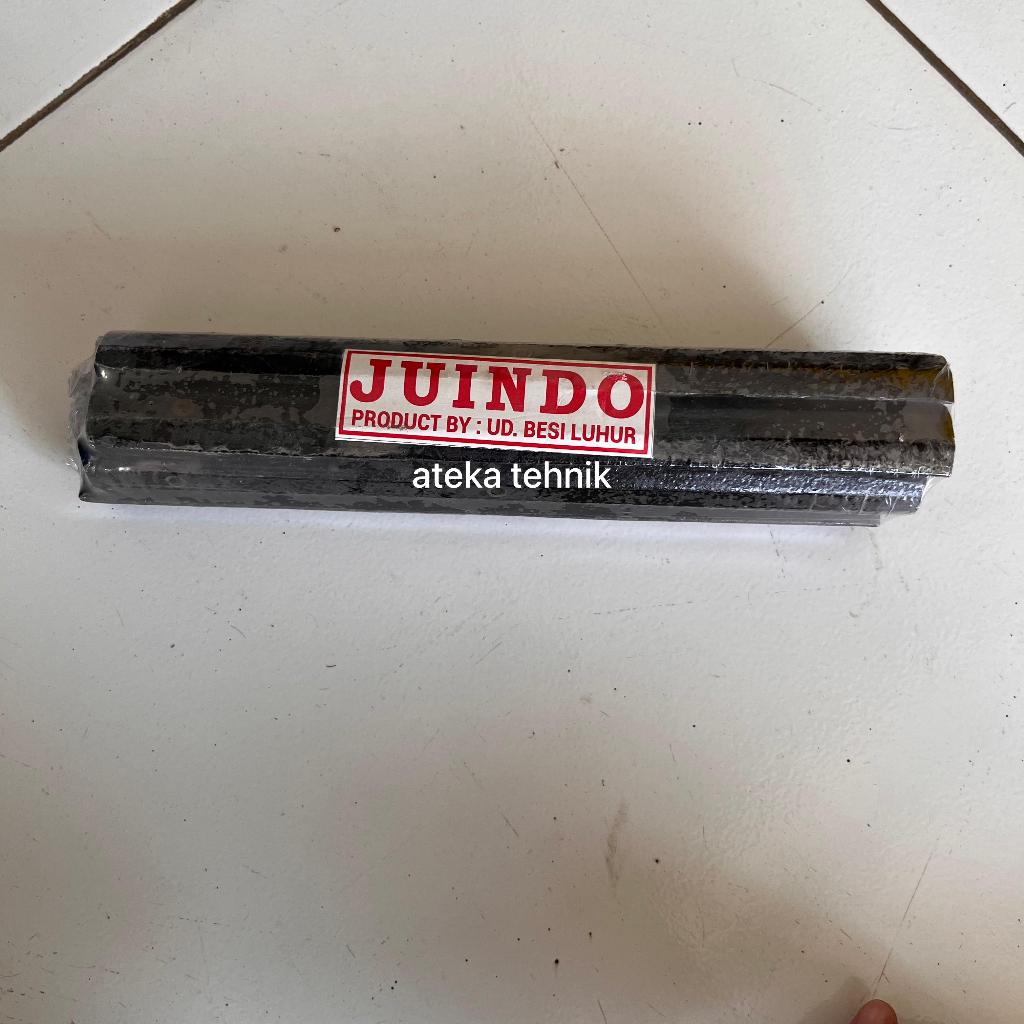 JUINDO
PRODUCT BY : UD. BESI LUHUR
ateka tehnik